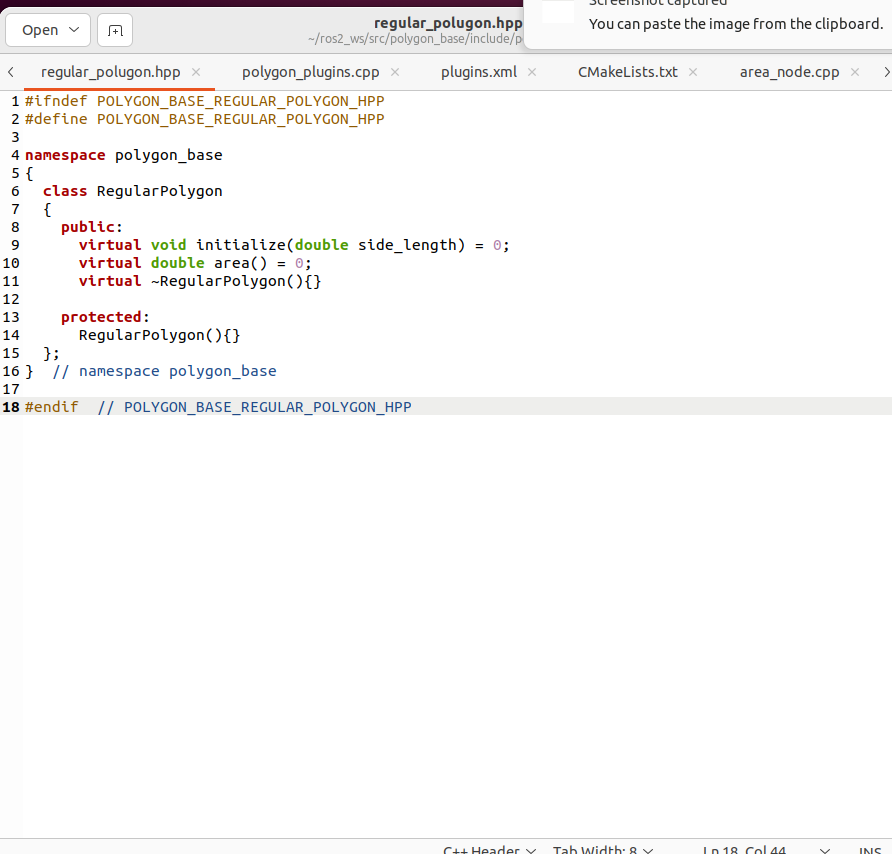 Screenshot captured
You can paste the image from the clipboard.
Open
regular_polugon.hpp
~/ros2_ws/src/polygon_base/include/p
regular_polugon.hpp
polygon_plugins.cpp
plugins.xml
CMakeLists.txt
area_node.cpp
1 #ifndef POLYGON_BASE_REGULAR_POLYGON_HPP
2 #define POLYGON_BASE_REGULAR_POLYGON_HPP
3
4 namespace polygon_base
5 {
6   class RegularPolygon
7   {
8     public:
9       virtual void initialize(double side_length) = 0;
10       virtual double area() = 0;
11       virtual ~RegularPolygon(){}
12
13     protected:
14       RegularPolygon(){}
15   };
16 }  // namespace polygon_base
17
18 #endif  // POLYGON_BASE_REGULAR_POLYGON_HPP
C++ Header Tab Width: 8 Ln 18, Col 44 INS